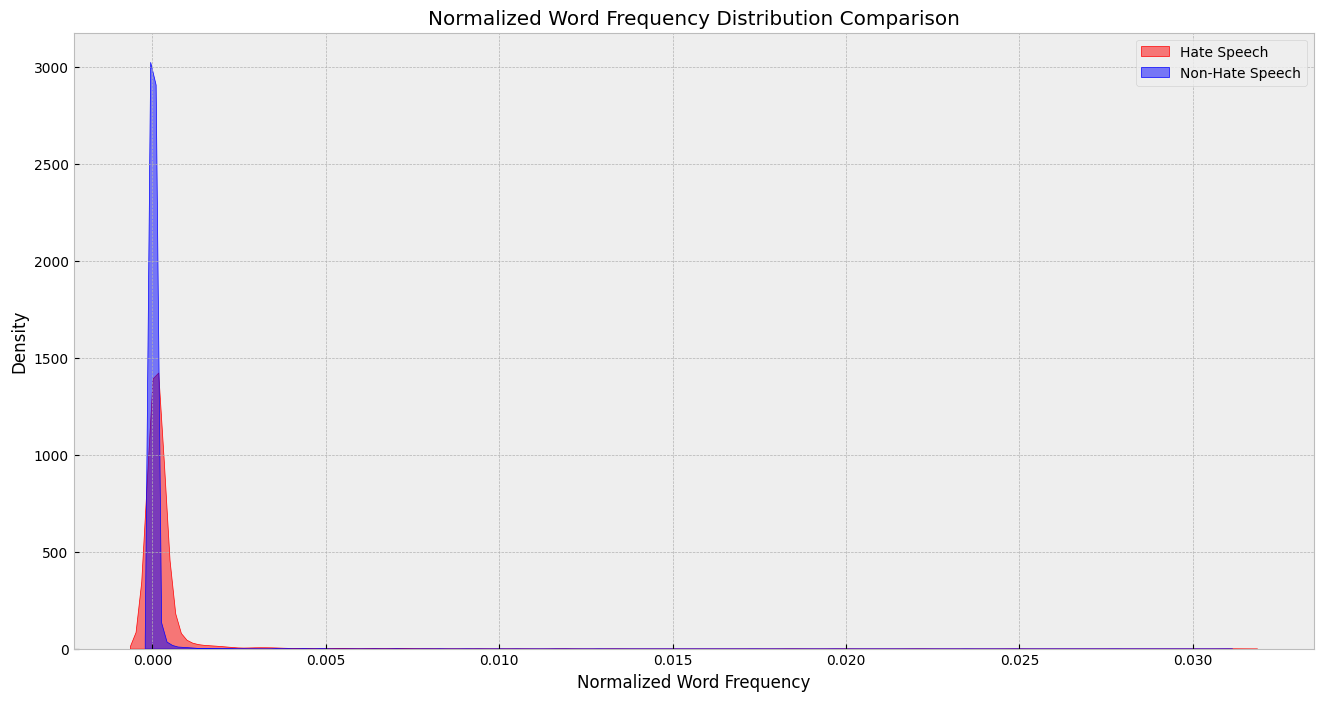 Normalized Word Frequency Distribution Comparison
Hate Speech
Non-Hate Speech
3000
2500
2000
1500
1000
500
0
Density
0.000 0.005 0.010 0.015 0.020 0.025 0.030
Normalized Word Frequency